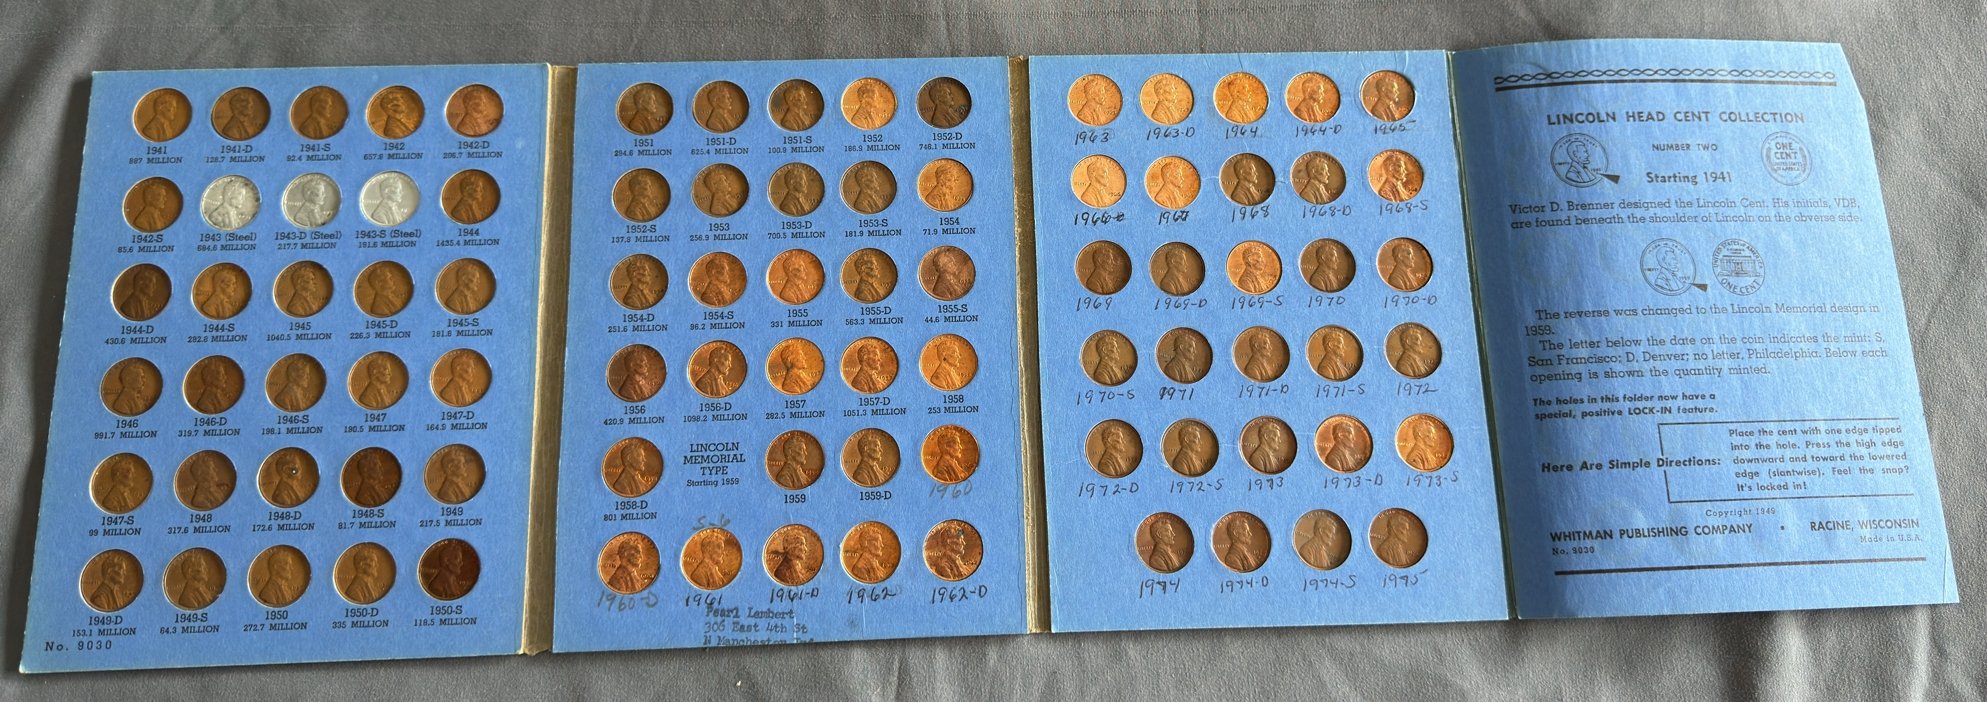 1941 1941-D 1941-S 1942 1942-D
887 MILLION 128.7 MILLION 92.4 MILLION 657.8 MILLION 206.7 MILLION
1942-S 1943 (Steel) 1943-D (Steel) 1943-S (Steel) 1944
85.6 MILLION 684.6 MILLION 217.7 MILLION 191.6 MILLION 1435.4 MILLION
1944-D 1944-S 1945 1945-D 1945-S
430.6 MILLION 282.8 MILLION 1040.5 MILLION 226.3 MILLION 181.8 MILLION
1946 1946-D 1946-S 1947 1947-D
991.7 MILLION 319.7 MILLION 198.1 MILLION 190.5 MILLION 164.9 MILLION
1947-S 1948 1948-D 1948-S 1949
99 MILLION 317.6 MILLION 172.6 MILLION 81.7 MILLION 217.5 MILLION
1949-D 1949-S 1950 1950-D 1950-S
153.1 MILLION 64.3 MILLION 272.7 MILLION 335 MILLION 118.5 MILLION
No. 9030
1951 1951-D 1951-S 1952 1952-D
294.6 MILLION 625.4 MILLION 100.9 MILLION 186.9 MILLION 746.1 MILLION
1952-S 1953 1953-D 1953-S 1954
137.8 MILLION 256.9 MILLION 700.5 MILLION 181.8 MILLION 71.9 MILLION
1954-D 1954-S 1955 1955-D 1955-S
251.6 MILLION 96.2 MILLION 331 MILLION 563.3 MILLION 44.6 MILLION
1956 1956-D 1957 1957-D 1958
420.9 MILLION 1098.2 MILLION 282.5 MILLION 1051.3 MILLION 253 MILLION
LINCOLN
MEMORIAL
TYPE
Starting 1959
1958-D 1959 1959-D 1960
801 MILLION
1960-D 1961 1961-D 1962 1962-D
Pearl Lambert
306 East 4th St
N Manchester Ind
1963 1963-D 1964 1964-D 1965
1966 1967 1968 1968-D 1968-S
1969 1969-D 1969-S 1970 1970-D
1970-S 1971 1971-D 1971-S 1972
1972-D 1972-S 1973 1973-D 1973-S
1974 1974-D 1974-S 1975
LINCOLN HEAD CENT COLLECTION
NUMBER TWO
Starting 1941
ONE
CENT
Victor D. Brenner designed the Lincoln Cent. His initials, VDB,
are found beneath the shoulder of Lincoln on the obverse side.
ONE CENT
The reverse was changed to the Lincoln Memorial design in
1959.
The letter below the date on the coin indicates the mint: S,
San Francisco; D, Denver; no letter, Philadelphia. Below each
opening is shown the quantity minted.
The holes in this folder now have a
special, positive LOCK-IN feature.
Here Are Simple Directions:
Place the cent with one edge tipped
into the hole. Press the high edge
downward and toward the lowered
edge (slantwise). Feel the snap?
It's locked in!
Copyright 1949
WHITMAN PUBLISHING COMPANY • RACINE, WISCONSIN
No. 9030 Made in U.S.A.